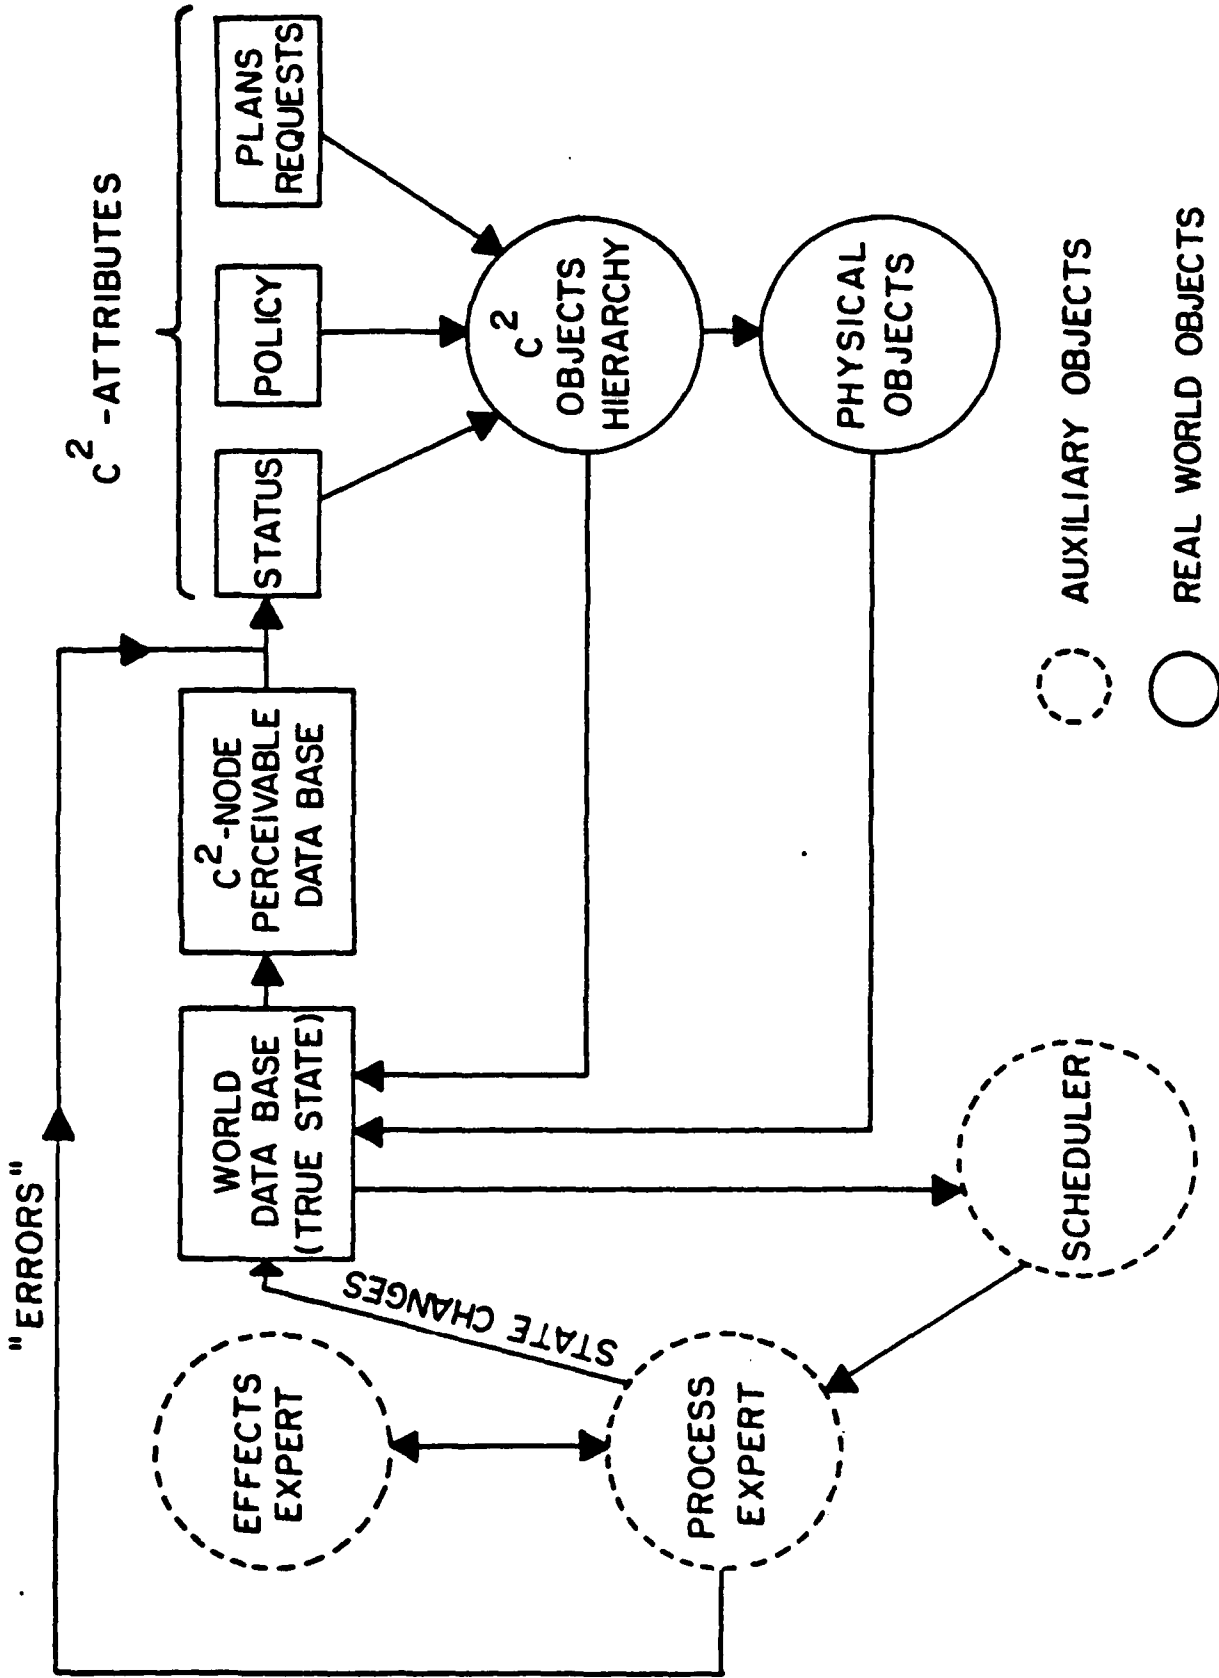 "ERRORS"
C²-ATTRIBUTES
EFFECTS
EXPERT
WORLD
DATA BASE
(TRUE STATE)
C²-NODE
PERCEIVABLE
DATA BASE
STATUS
POLICY
PLANS
REQUESTS
STATE CHANGES
PROCESS
EXPERT
C²
OBJECTS
HIERARCHY
PHYSICAL
OBJECTS
SCHEDULER
AUXILIARY OBJECTS
REAL WORLD OBJECTS